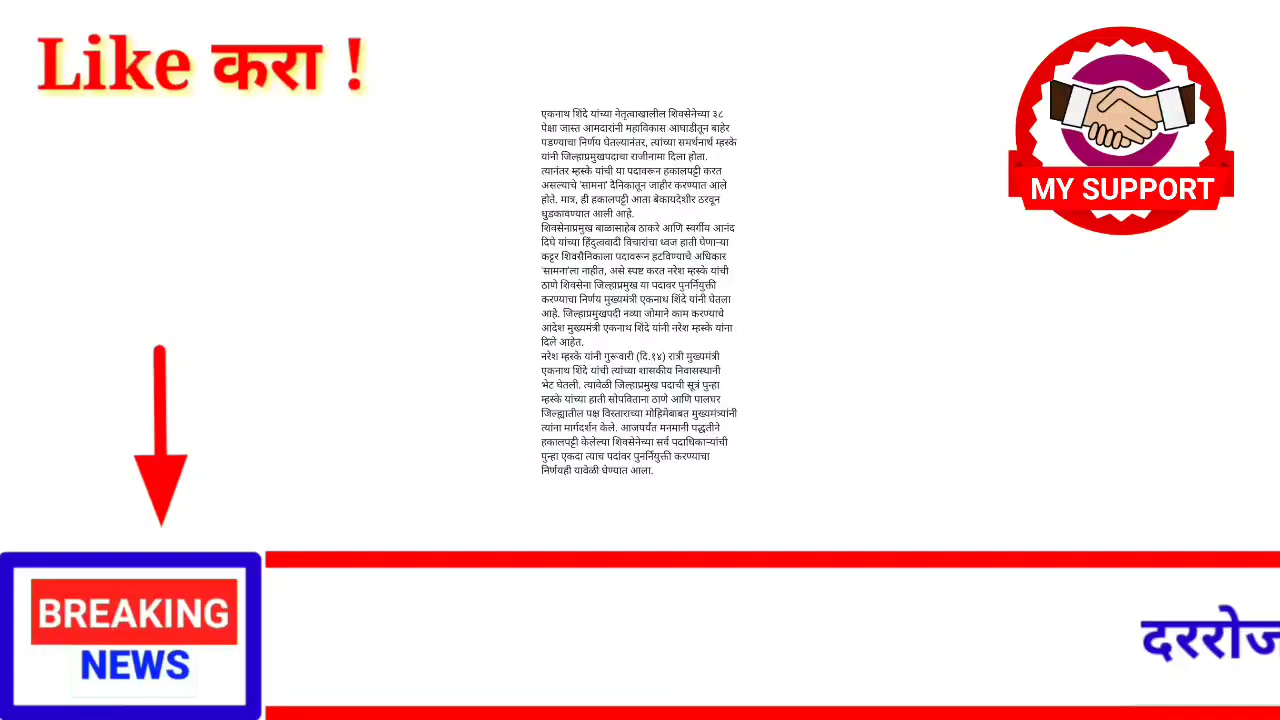 Like करा !
MY SUPPORT
एकनाथ शिंदे यांच्या नेतृत्वाखालील शिवसेनेच्या ३८
पेक्षा जास्त आमदारांनी महाविकास आघाडीतून बाहेर
पडण्याचा निर्णय घेतल्यानंतर, त्यांच्या समर्थनार्थ म्हस्के
यांनी जिल्हाप्रमुखपदाचा राजीनामा दिला होता.
त्यानंतर म्हस्के यांची या पदावरून हकालपट्टी करत
असल्याचे 'सामना' दैनिकातून जाहीर करण्यात आले
होते. मात्र, ही हकालपट्टी आता बेकायदेशीर ठरवून
धुडकावण्यात आली आहे.
शिवसेनाप्रमुख बाळासाहेब ठाकरे आणि स्वर्गीय आनंद
दिघे यांच्या हिंदुत्ववादी विचारांचा ध्वज हाती घेणाऱ्या
कट्टर शिवसैनिकाला पदावरून हटविण्याचे अधिकार
'सामना'ला नाहीत, असे स्पष्ट करत नरेश म्हस्के यांची
ठाणे शिवसेना जिल्हाप्रमुख या पदावर पुनर्नियुक्ती
करण्याचा निर्णय मुख्यमंत्री एकनाथ शिंदे यांनी घेतला
आहे. जिल्हाप्रमुखपदी नव्या जोमाने काम करण्याचे
आदेश मुख्यमंत्री एकनाथ शिंदे यांनी नरेश म्हस्के यांना
दिले आहेत.
नरेश म्हस्के यांनी गुरूवारी (दि.१४) रात्री मुख्यमंत्री
एकनाथ शिंदे यांची त्यांच्या शासकीय निवासस्थानी
भेट घेतली. त्यावेळी जिल्हाप्रमुख पदाची सूत्रं पुन्हा
म्हस्के यांच्या हाती सोपविताना ठाणे आणि पालघर
जिल्ह्यातील पक्ष विस्ताराच्या मोहिमेबाबत मुख्यमंत्र्यांनी
त्यांना मार्गदर्शन केले. आजपर्यंत मनमानी पद्धतीने
हकालपट्टी केलेल्या शिवसेनेच्या सर्व पदाधिकाऱ्यांची
पुन्हा एकदा त्याच पदांवर पुनर्नियुक्ती करण्याचा
निर्णयही यावेळी घेण्यात आला.
BREAKING
NEWS
दररोज